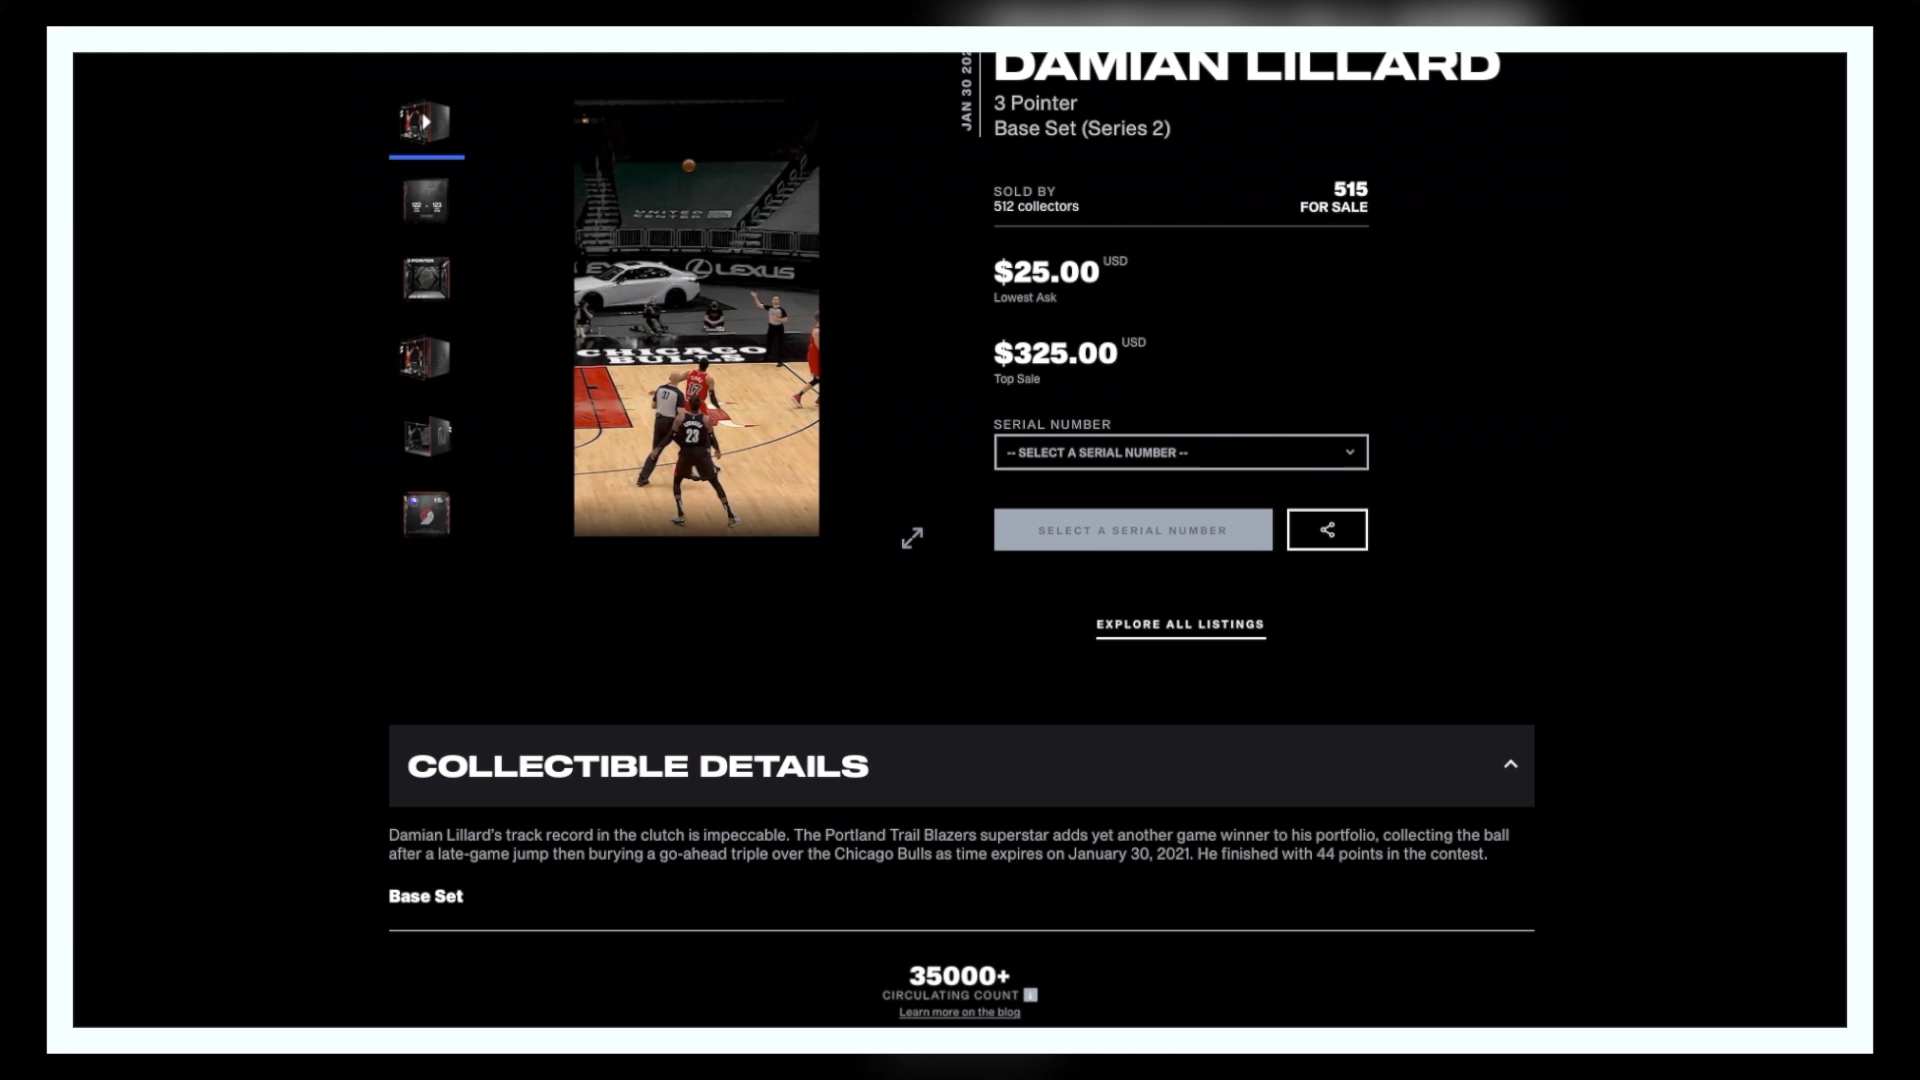 DAMIAN LILLARD
JAN 30 202
3 Pointer
Base Set (Series 2)
SOLD BY
512 collectors
515
FOR SALE
$25.00 USD
Lowest Ask
$325.00 USD
Top Sale
SERIAL NUMBER
-- SELECT A SERIAL NUMBER --
SELECT A SERIAL NUMBER
EXPLORE ALL LISTINGS
UNITED
CENTER
LEXUS
CHICAGO
BULLS
17
31
23
COLLECTIBLE DETAILS
Damian Lillard's track record in the clutch is impeccable. The Portland Trail Blazers superstar adds yet another game winner to his portfolio, collecting the ball
after a late-game jump then burying a go-ahead triple over the Chicago Bulls as time expires on January 30, 2021. He finished with 44 points in the contest.
Base Set
35000+
CIRCULATING COUNT i
Learn more on the blog